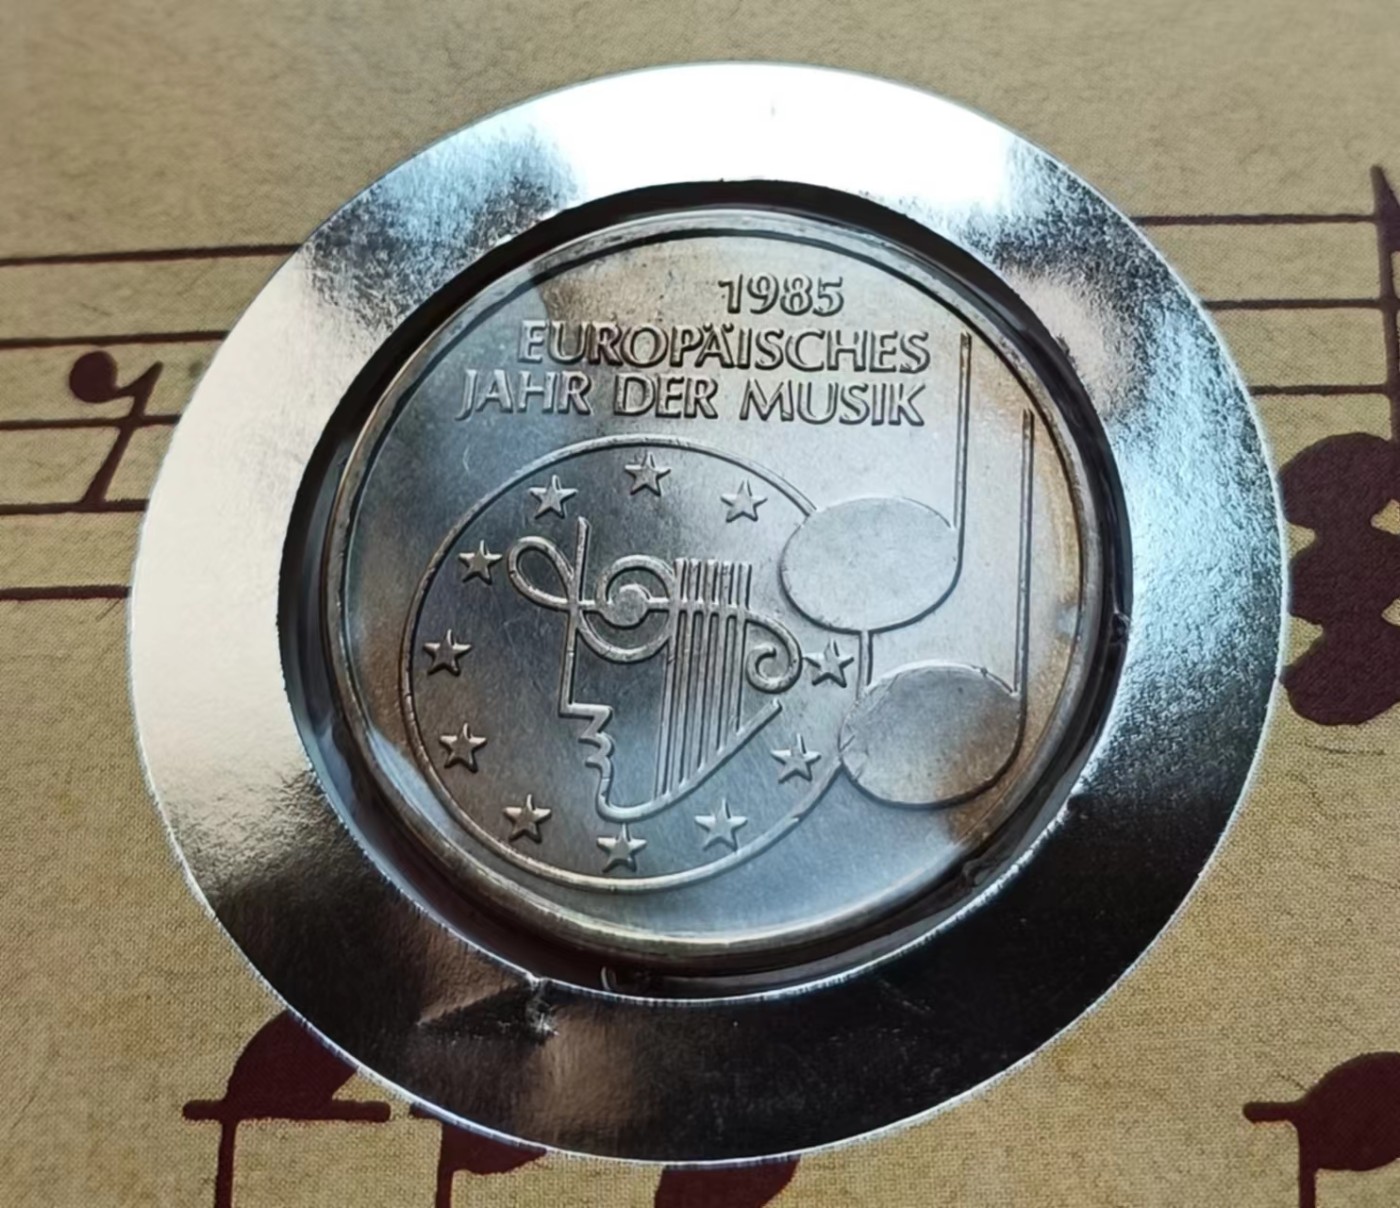 1985
EUROPÄISCHES
JAHR DER MUSIK